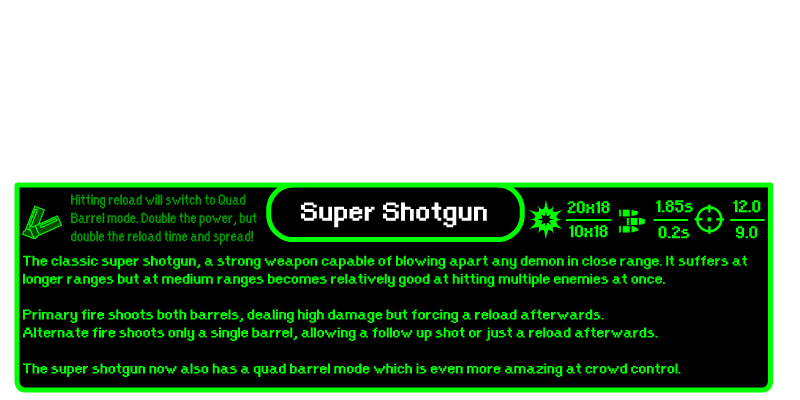 Hitting reload will switch to Quad
Barrel mode. Double the power, but
double the reload time and spread!
Super Shotgun
20x18
10x18
1.85s
0.2s
12.0
9.0
The classic super shotgun, a strong weapon capable of blowing apart any demon in close range. It suffers at
longer ranges but at medium ranges becomes relatively good at hitting multiple enemies at once.
Primary fire shoots both barrels, dealing high damage but forcing a reload afterwards.
Alternate fire shoots only a single barrel, allowing a follow up shot or just a reload afterwards.
The super shotgun now also has a quad barrel mode which is even more amazing at crowd control.